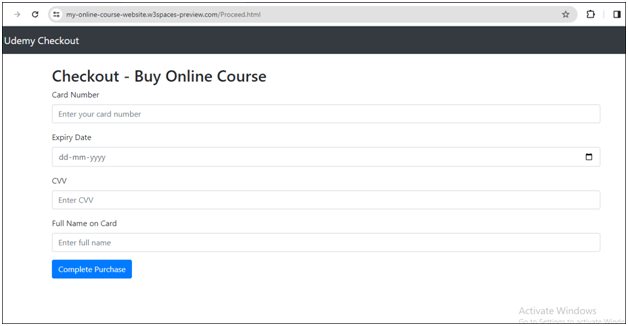 my-online-course-website.w3spaces-preview.com/Proceed.html
Udemy Checkout
Checkout - Buy Online Course
Card Number
Enter your card number
Expiry Date
dd-mm-yyyy
CVV
Enter CVV
Full Name on Card
Enter full name
Complete Purchase
Activate Windows
Go to Settings to activate Windo